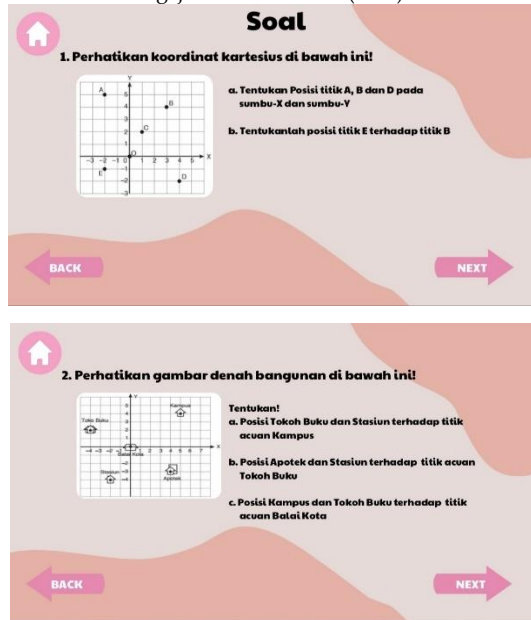 Soal
1. Perhatikan koordinat kartesius di bawah ini!
a. Tentukan Posisi titik A, B dan D pada
sumbu-X dan sumbu-Y
b. Tentukanlah posisi titik E terhadap titik B
Y
A
B
C
O
X
E
D
BACK
NEXT
2. Perhatikan gambar denah bangunan di bawah ini!
Tentukan!
a. Posisi Tokoh Buku dan Stasiun terhadap titik
acuan Kampus
b. Posisi Apotek dan Stasiun terhadap titik acuan
Tokoh Buku
c. Posisi Kampus dan Tokoh Buku terhadap titik
acuan Balai Kota
Y
Kampus
Toko Buku
X
Balai Kota
Stasiun
Apotek
BACK
NEXT